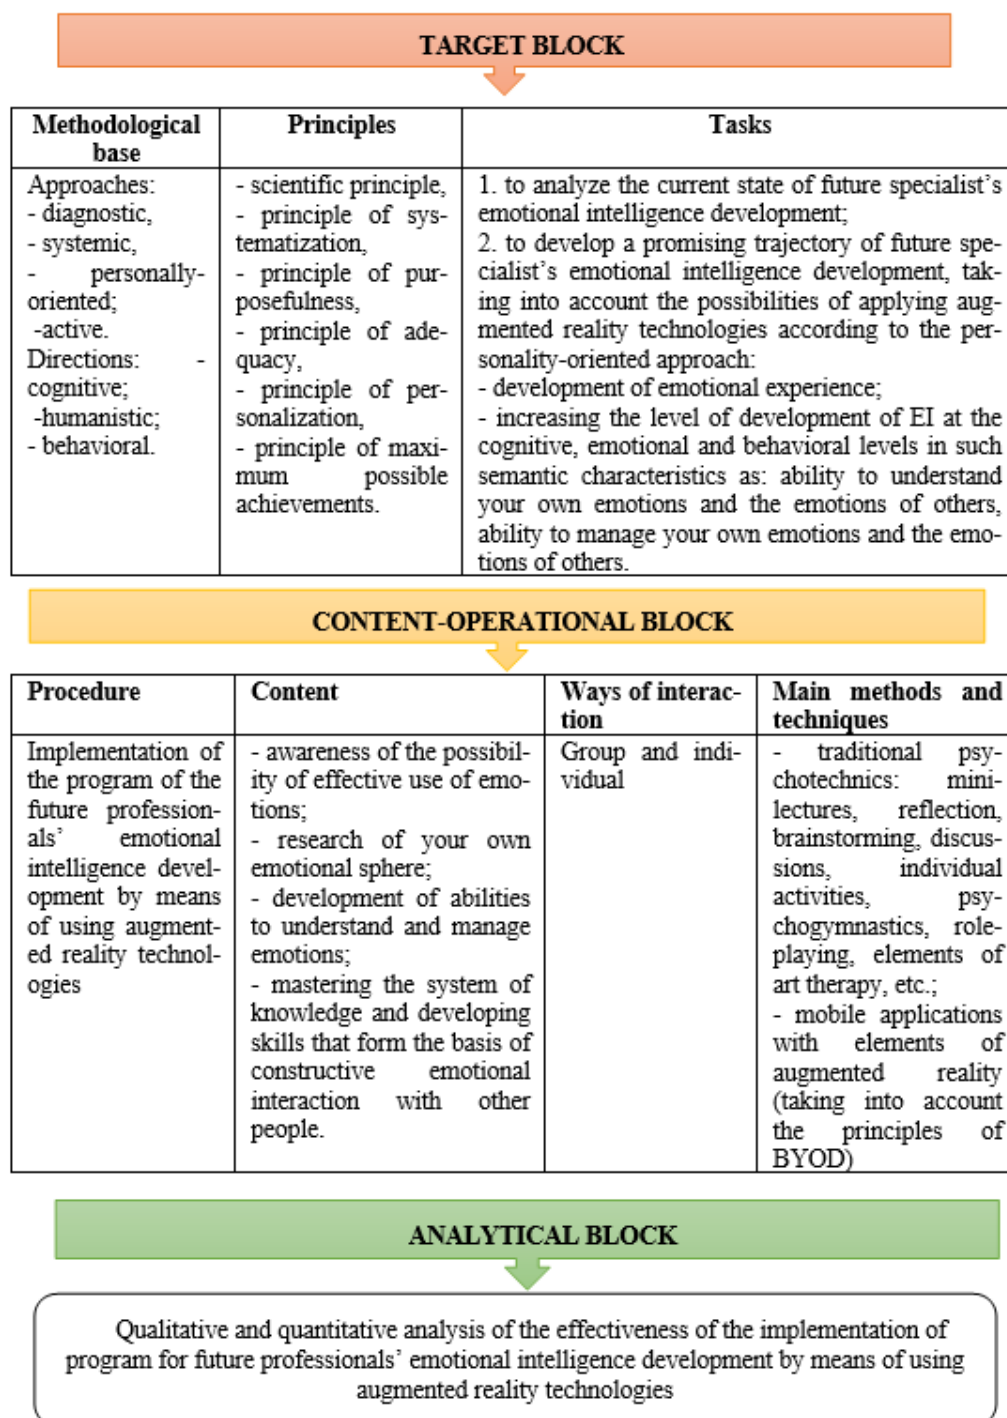 TARGET BLOCK
Methodological
base
Principles
Tasks
Approaches:
- diagnostic,
- systemic,
- personally-
oriented;
-active.
Directions: -
cognitive;
-humanistic;
- behavioral.
- scientific principle,
- principle of sys-
tematization,
- principle of pur-
posefulness,
- principle of ade-
quacy,
- principle of per-
sonalization,
- principle of maxi-
mum possible
achievements.
1. to analyze the current state of future specialist's
emotional intelligence development;
2. to develop a promising trajectory of future spe-
cialist's emotional intelligence development, tak-
ing into account the possibilities of applying aug-
mented reality technologies according to the per-
sonality-oriented approach:
- development of emotional experience;
- increasing the level of development of EI at the
cognitive, emotional and behavioral levels in such
semantic characteristics as: ability to understand
your own emotions and the emotions of others,
ability to manage your own emotions and the emo-
tions of others.
CONTENT-OPERATIONAL BLOCK
Procedure
Content
Ways of interac-
tion
Main methods and
techniques
Implementation of
the program of the
future profession-
als' emotional
intelligence devel-
opment by means
of using augment-
ed reality technol-
ogies
- awareness of the possibil-
ity of effective use of emo-
tions;
- research of your own
emotional sphere;
- development of abilities
to understand and manage
emotions;
- mastering the system of
knowledge and developing
skills that form the basis of
constructive emotional
interaction with other
people.
Group and indi-
vidual
- traditional psy-
chotechnics: mini-
lectures, reflection,
brainstorming, discus-
sions, individual
activities, psy-
chogymnastics, role-
playing, elements of
art therapy, etc.;
- mobile applications
with elements of
augmented reality
(taking into account
the principles of
BYOD)
ANALYTICAL BLOCK
Qualitative and quantitative analysis of the effectiveness of the implementation of
program for future professionals' emotional intelligence development by means of using
augmented reality technologies